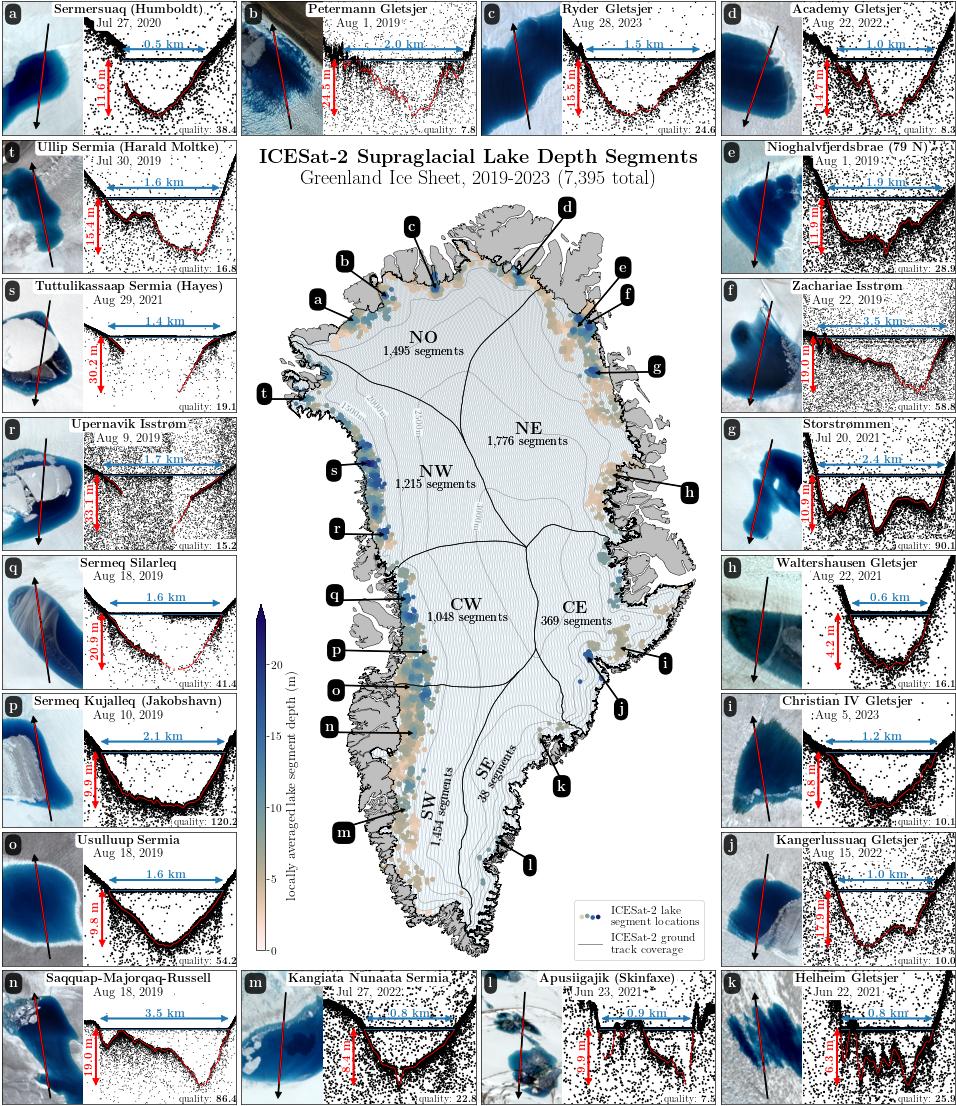 a
Sermersuaq (Humboldt)
Jul 27, 2020
0.5 km
11.6 m
quality: 38.4
b
Petermann Gletsjer
Aug 1, 2019
2.0 km
24.5 m
quality: 7.8
c
Ryder Gletsjer
Aug 28, 2023
1.5 km
15.5 m
quality: 24.6
d
Academy Gletsjer
Aug 22, 2022
1.0 km
14.7 m
quality: 8.3
t
Ullip Sermia (Harald Moltke)
Jul 30, 2019
1.6 km
15.4 m
quality: 16.8
ICESat-2 Supraglacial Lake Depth Segments
Greenland Ice Sheet, 2019-2023 (7,395 total)
e
Nioghalvfjerdsbrae (79 N)
Aug 1, 2019
1.9 km
11.9 m
quality: 28.9
s
Tuttulikassaap Sermia (Hayes)
Aug 29, 2021
1.4 km
30.2 m
quality: 19.1
f
Zachariae Isstrøm
Aug 22, 2019
3.5 km
19.0 m
quality: 58.8
r
Upernavik Isstrøm
Aug 9, 2019
1.7 km
33.1 m
quality: 15.2
g
Storstrømmen
Jul 20, 2021
2.4 km
10.9 m
quality: 90.1
q
Sermeq Silarleq
Aug 18, 2019
1.6 km
20.9 m
quality: 41.4
h
Waltershausen Gletsjer
Aug 22, 2021
0.6 km
4.2 m
quality: 16.1
p
Sermeq Kujalleq (Jakobshavn)
Aug 10, 2019
2.1 km
9.9 m
quality: 120.2
i
Christian IV Gletsjer
Aug 5, 2023
1.2 km
6.8 m
quality: 10.1
o
Usulluup Sermia
Aug 18, 2019
1.6 km
9.8 m
quality: 54.2
j
Kangerlussuaq Gletsjer
Aug 15, 2022
1.0 km
17.9 m
quality: 10.0
n
Saqquap-Majorqaq-Russell
Aug 18, 2019
3.5 km
19.0 m
quality: 86.4
m
Kangiata Nunaata Sermia
Jul 27, 2022
0.8 km
8.4 m
quality: 22.8
l
Apusiigajik (Skinfaxe)
Jun 23, 2021
0.9 km
9.9 m
quality: 7.5
k
Helheim Gletsjer
Jun 22, 2021
0.8 km
6.3 m
quality: 25.9
d
c
b
e
a
f
NO
1,495 segments
g
t
1500m
2000m
2500m
NE
1,776 segments
s
NW
1,215 segments
h
3000m
r
q
CW
1,048 segments
CE
369 segments
p
i
o
j
n
SE
38 segments
k
SW
1,454 segments
m
l
20
15
10
5
0
locally averaged lake segment depth (m)
ICESat-2 lake
segment locations
ICESat-2 ground
track coverage